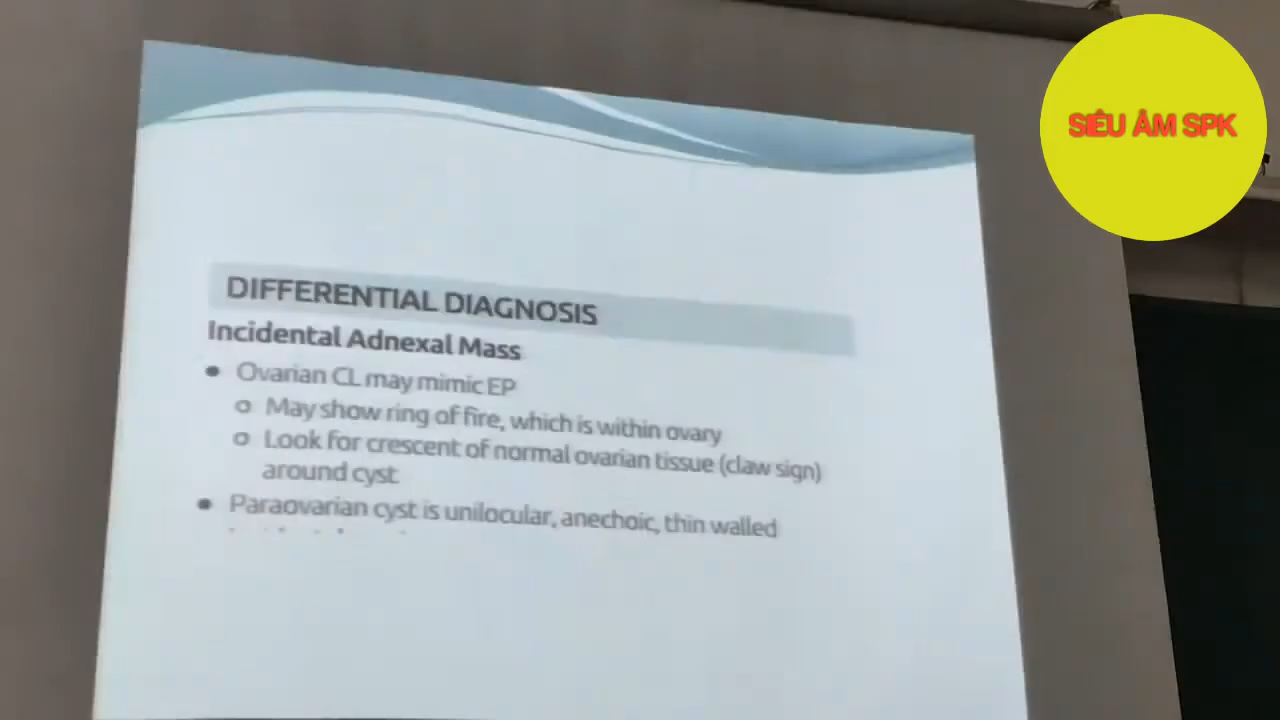 SIÊU ÂM SPK
DIFFERENTIAL DIAGNOSIS
Incidental Adnexal Mass
• Ovarian CL may mimic EP
o May show ring of fire, which is within ovary
o Look for crescent of normal ovarian tissue (claw sign)
around cyst
• Paraovarian cyst is unilocular, anechoic, thin walled